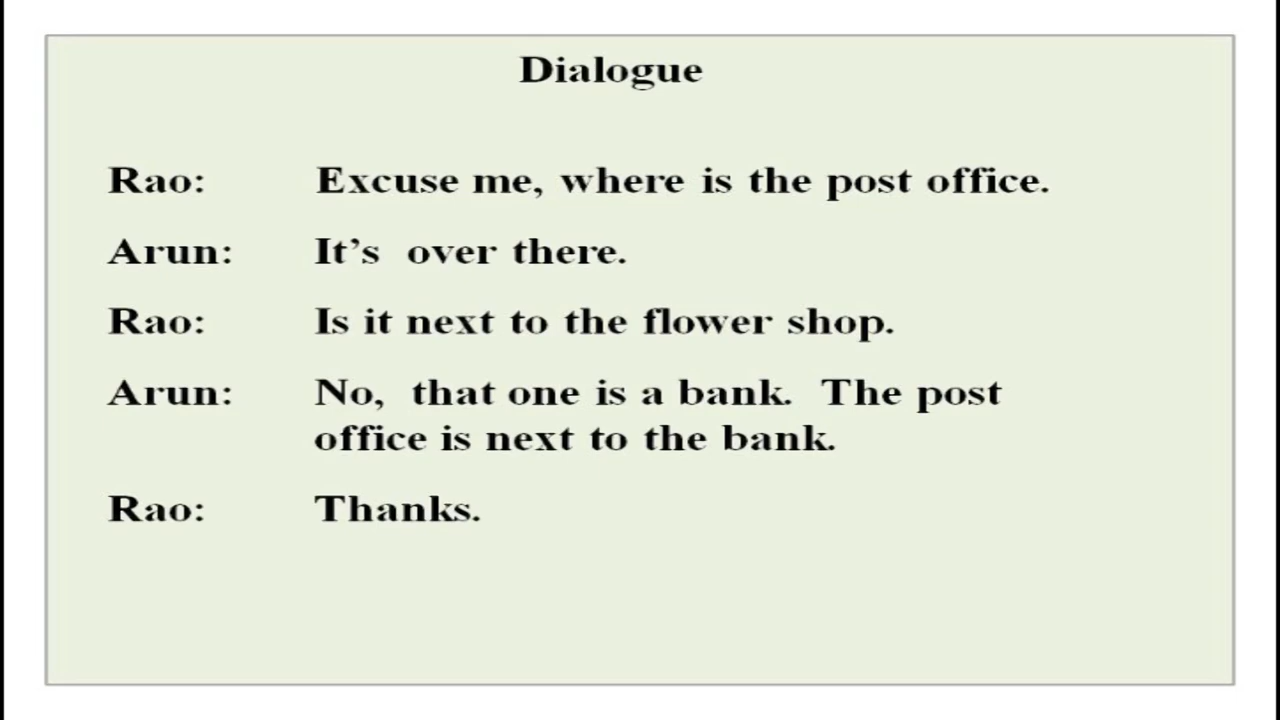 Dialogue
Rao: Excuse me, where is the post office.
Arun: It's over there.
Rao: Is it next to the flower shop.
Arun: No, that one is a bank. The post
office is next to the bank.
Rao: Thanks.